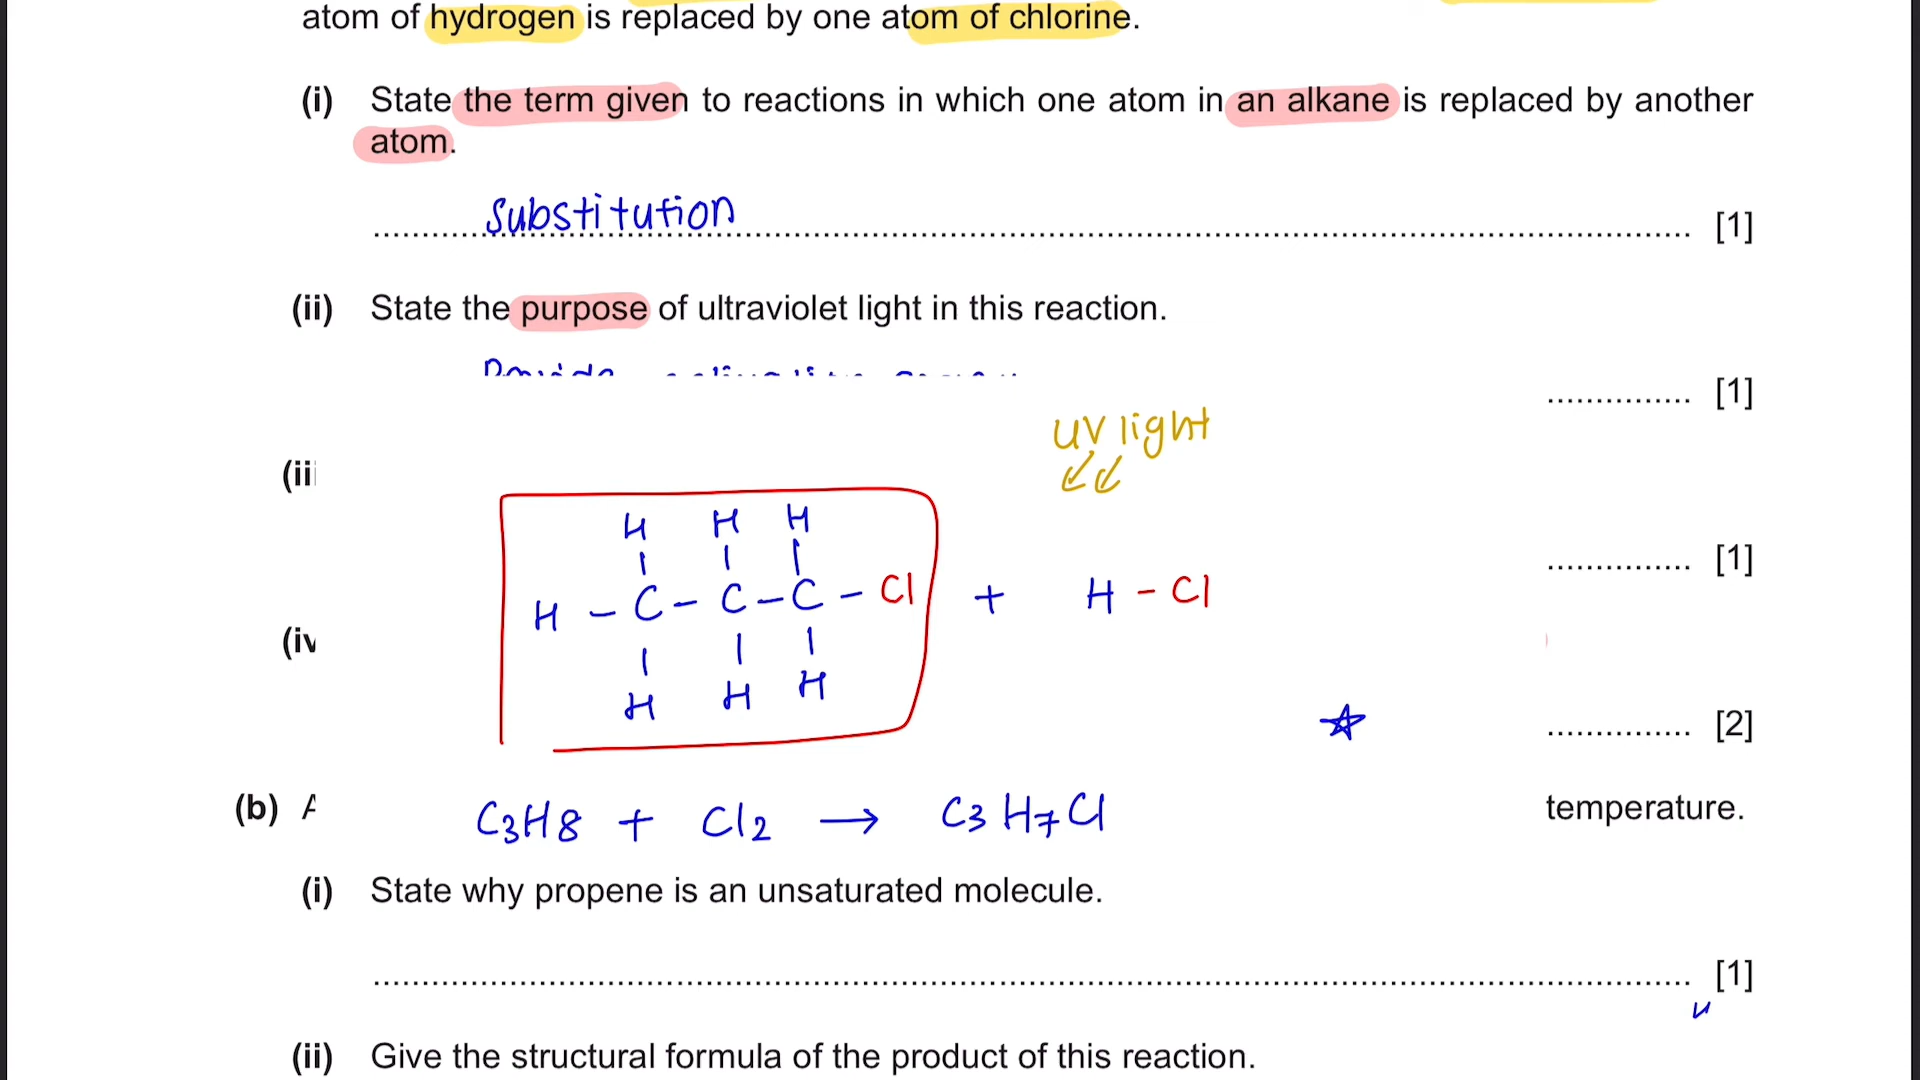 atom of hydrogen is replaced by one atom of chlorine.
(i) State the term given to reactions in which one atom in an alkane is replaced by another
atom.
Substitution
........................................ [1]
(ii) State the purpose of ultraviolet light in this reaction.
............... [1]
uv light
(ii
H H H
............... [1]
H - C - C - C - Cl + H - Cl
(iv
H H H
............... [2]
C3H8 + Cl2 → C3H7Cl
(b) temperature.
(i) State why propene is an unsaturated molecule.
........................................ [1]
(ii) Give the structural formula of the product of this reaction.